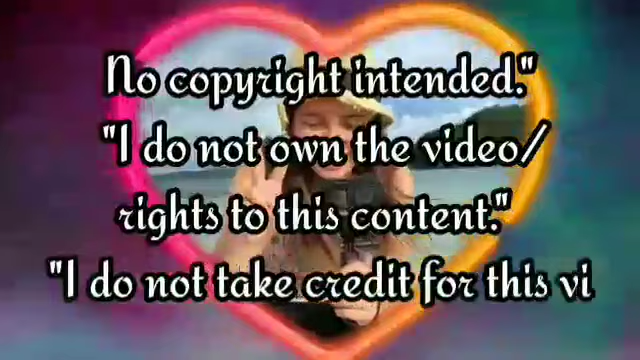 No copyright intended."
"I do not own the video/
rights to this content."
"I do not take credit for this vi